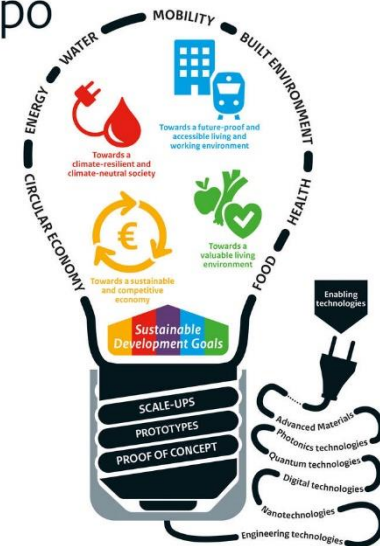 po
CIRCULAR ECONOMY
ENERGY
WATER
MOBILITY
BUILT ENVIRONMENT
HEALTH
FOOD
Towards a
climate-resilient and
climate-neutral society
Towards a future-proof and
accessible living and
working environment
€
Towards a sustainable
and competitive
economy
Towards a
valuable living
environment
Sustainable
Development Goals
SCALE-UPS
PROTOTYPES
PROOF OF CONCEPT
Enabling
technologies
Advanced Materials
Photonics technologies
Quantum technologies
Digital technologies
Nanotechnologies
Engineering technologies